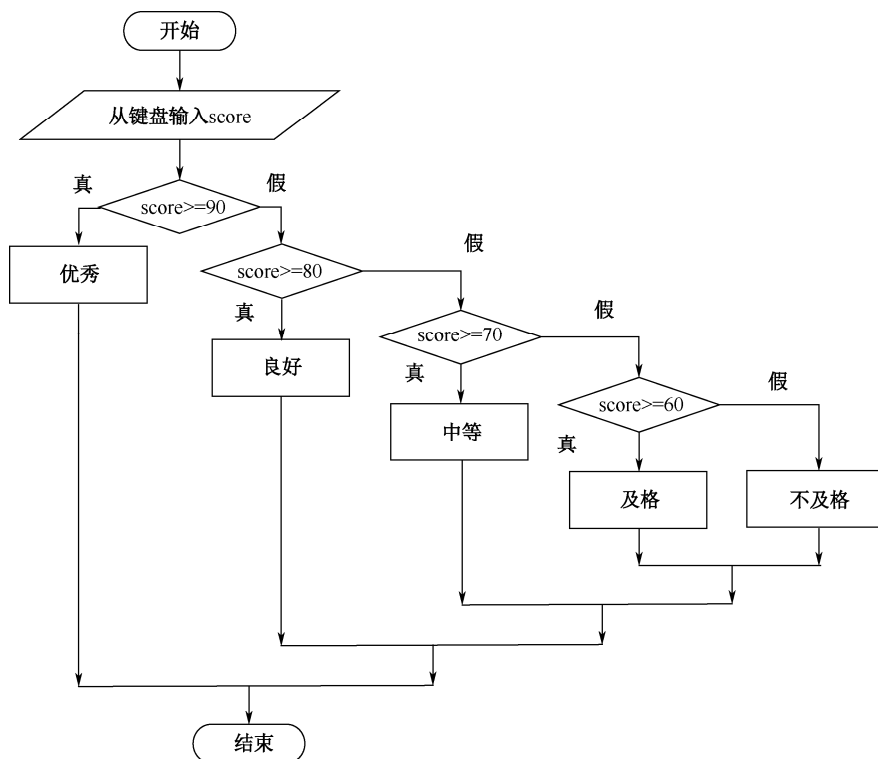 开始
从键盘输入score
真
假
score>=90
优秀
假
score>=80
真
良好
假
score>=70
真
中等
假
score>=60
真
及格
不及格
结束